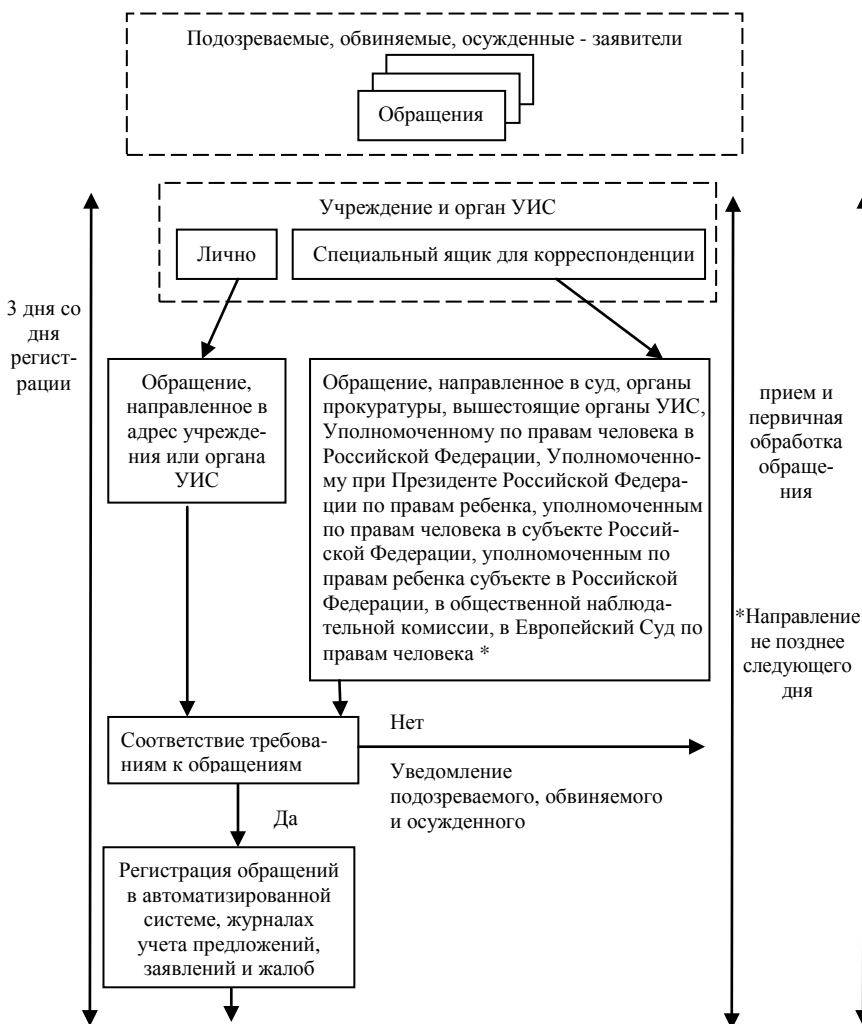 Подозреваемые, обвиняемые, осужденные - заявители
Обращения
Учреждение и орган УИС
Лично
Специальный ящик для корреспонденции
3 дня со
дня
регист-
рации
Обращение,
направленное в
адрес учрежде-
ния или органа
УИС
Обращение, направленное в суд, органы
прокуратуры, вышестоящие органы УИС,
Уполномоченному по правам человека в
Российской Федерации, Уполномоченно-
му при Президенте Российской Федера-
ции по правам ребенка, уполномоченным
по правам человека в субъекте Россий-
ской Федерации, уполномоченным по
правам ребенка субъекте в Российской
Федерации, в общественной наблюда-
тельной комиссии, в Европейский Суд по
правам человека *
прием и
первичная
обработка
обраще-
ния
*Направление
не позднее
следующего
дня
Соответствие требова-
ниям к обращениям
Нет
Уведомление
подозреваемого, обвиняемого
и осужденного
Да
Регистрация обращений
в автоматизированной
системе, журналах
учета предложений,
заявлений и жалоб